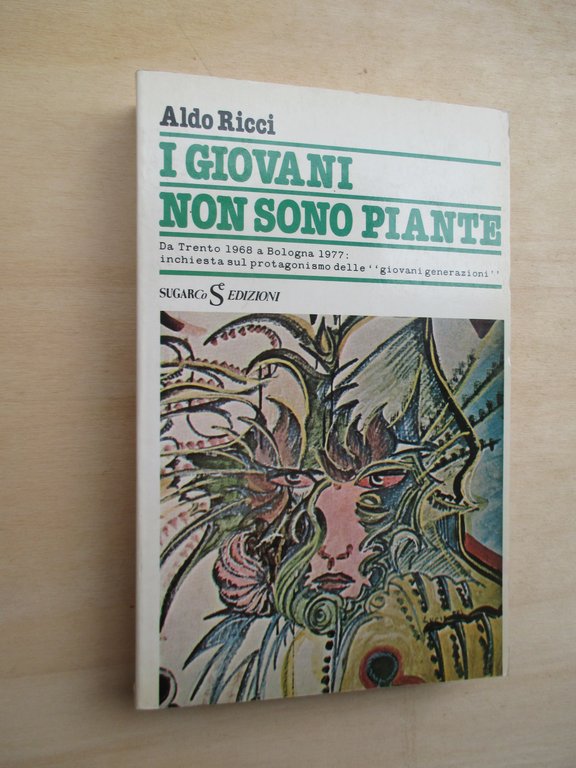 Aldo Ricci
I GIOVANI
NON SONO PIANTE
Da Trento 1968 a Bologna 1977:
inchiesta sul protagonismo delle ‘‘giovani generazioni’’
SUGARCo Se EDIZIONI